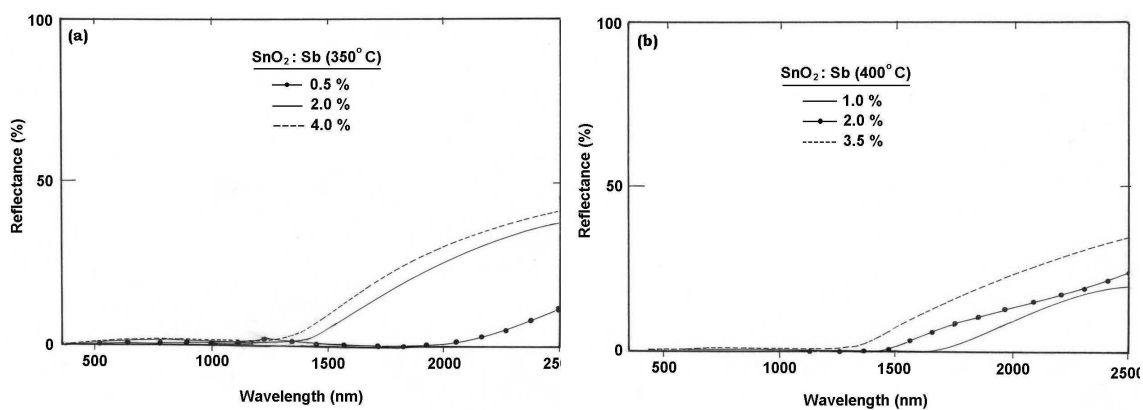 (a)
SnO2 : Sb (350° C)
0.5 %
2.0 %
4.0 %
100
50
0
Reflectance (%)
500 1000 1500 2000 250
Wavelength (nm)
(b)
SnO2 : Sb (400° C)
1.0 %
2.0 %
3.5 %
100
50
0
Reflectance (%)
500 1000 1500 2000 2500
Wavelength (nm)